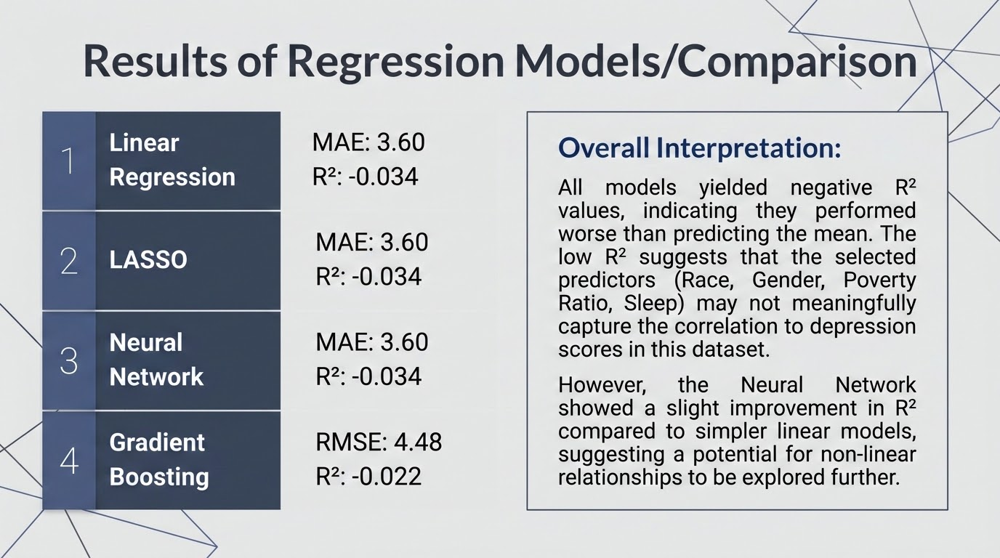 Results of Regression Models/Comparison
1
Linear
Regression
MAE: 3.60
R²: -0.034
2
LASSO
MAE: 3.60
R²: -0.034
3
Neural
Network
MAE: 3.60
R²: -0.034
4
Gradient
Boosting
RMSE: 4.48
R²: -0.022
Overall Interpretation:
All models yielded negative R²
values, indicating they performed
worse than predicting the mean. The
low R² suggests that the selected
predictors (Race, Gender, Poverty
Ratio, Sleep) may not meaningfully
capture the correlation to depression
scores in this dataset.
However, the Neural Network
showed a slight improvement in R²
compared to simpler linear models,
suggesting a potential for non-linear
relationships to be explored further.